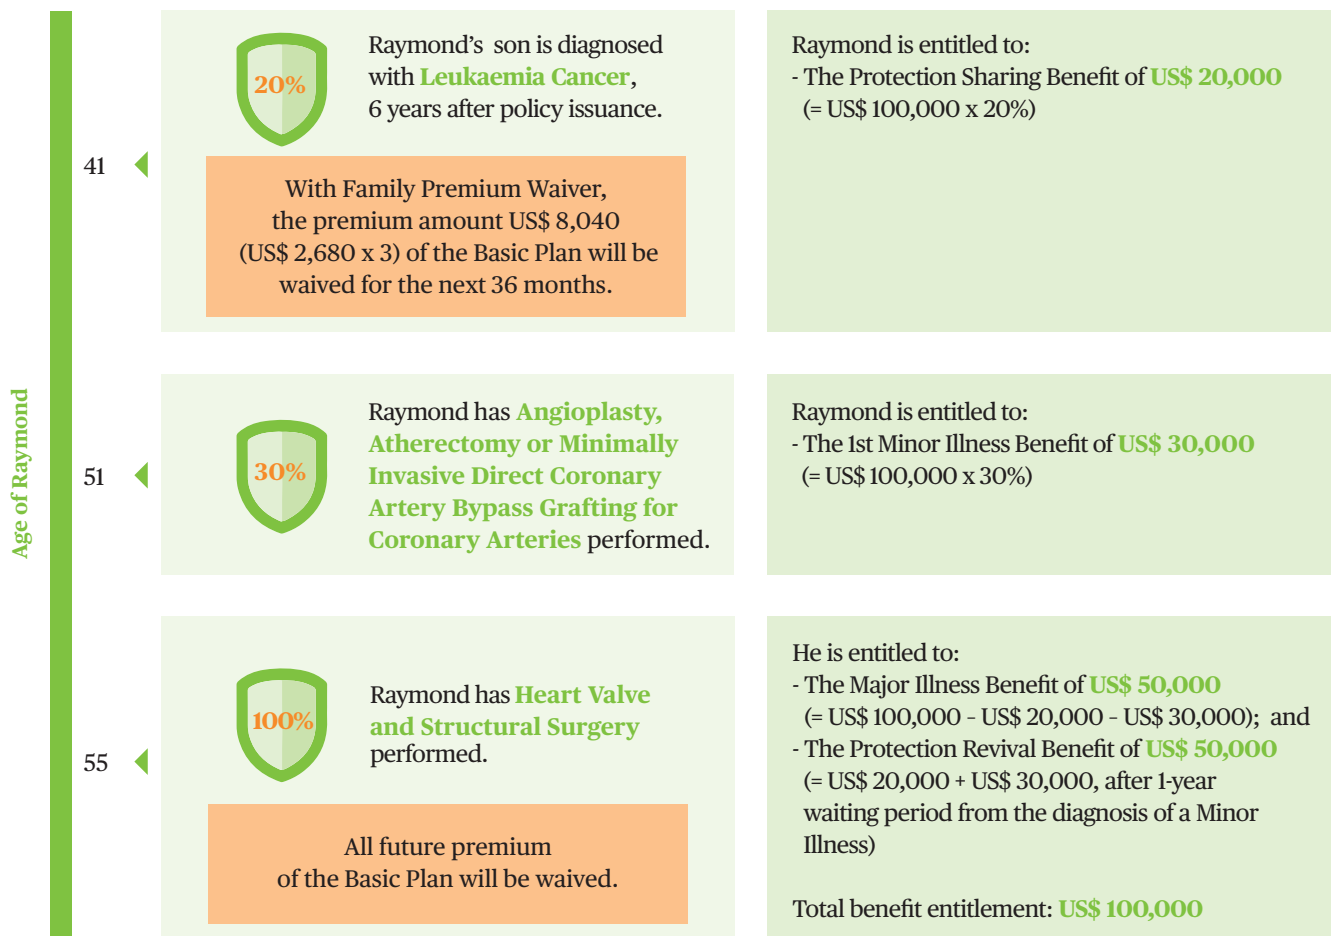 Age of Raymond
41
20%
Raymond's son is diagnosed
with Leukaemia Cancer,
6 years after policy issuance.
With Family Premium Waiver,
the premium amount US$ 8,040
(US$ 2,680 x 3) of the Basic Plan will be
waived for the next 36 months.
Raymond is entitled to:
- The Protection Sharing Benefit of US$ 20,000
(= US$ 100,000 x 20%)
51
30%
Raymond has Angioplasty,
Atherectomy or Minimally
Invasive Direct Coronary
Artery Bypass Grafting for
Coronary Arteries performed.
Raymond is entitled to:
- The 1st Minor Illness Benefit of US$ 30,000
(= US$ 100,000 x 30%)
55
100%
Raymond has Heart Valve
and Structural Surgery
performed.
All future premium
of the Basic Plan will be waived.
He is entitled to:
- The Major Illness Benefit of US$ 50,000
(= US$ 100,000 – US$ 20,000 – US$ 30,000); and
- The Protection Revival Benefit of US$ 50,000
(= US$ 20,000 + US$ 30,000, after 1-year
waiting period from the diagnosis of a Minor
Illness)
Total benefit entitlement: US$ 100,000